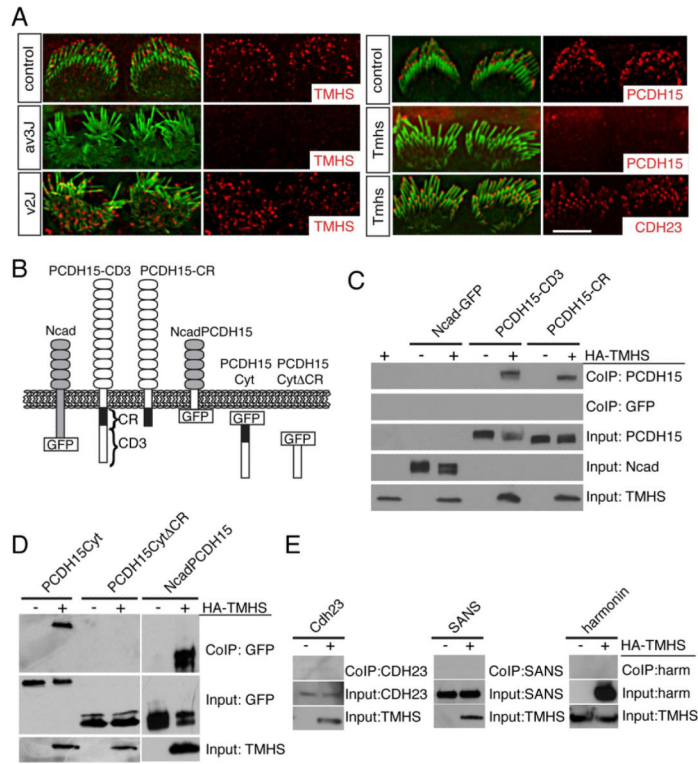 A
control
TMHS
av3J
TMHS
v2J
TMHS
control
PCDH15
Tmhs
PCDH15
Tmhs
CDH23
B
PCDH15-CD3 PCDH15-CR
Ncad
NcadPCDH15
PCDH15 PCDH15
Cyt CytΔCR
GFP
CR
GFP
GFP
CD3
GFP
C
Ncad-GFP
PCDH15-CD3
PCDH15-CR
+ - + - + - + HA-TMHS
CoIP: PCDH15
CoIP: GFP
Input: PCDH15
Input: Ncad
Input: TMHS
D
PCDH15Cyt
PCDH15CytΔCR
NcadPCDH15
- + - + - + HA-TMHS
CoIP: GFP
Input: GFP
Input: TMHS
E
Cdh23
SANS
harmonin
- + - + - + HA-TMHS
CoIP:CDH23 CoIP:SANS CoIP:harm
Input:CDH23 Input:SANS Input:harm
Input:TMHS Input:TMHS Input:TMHS